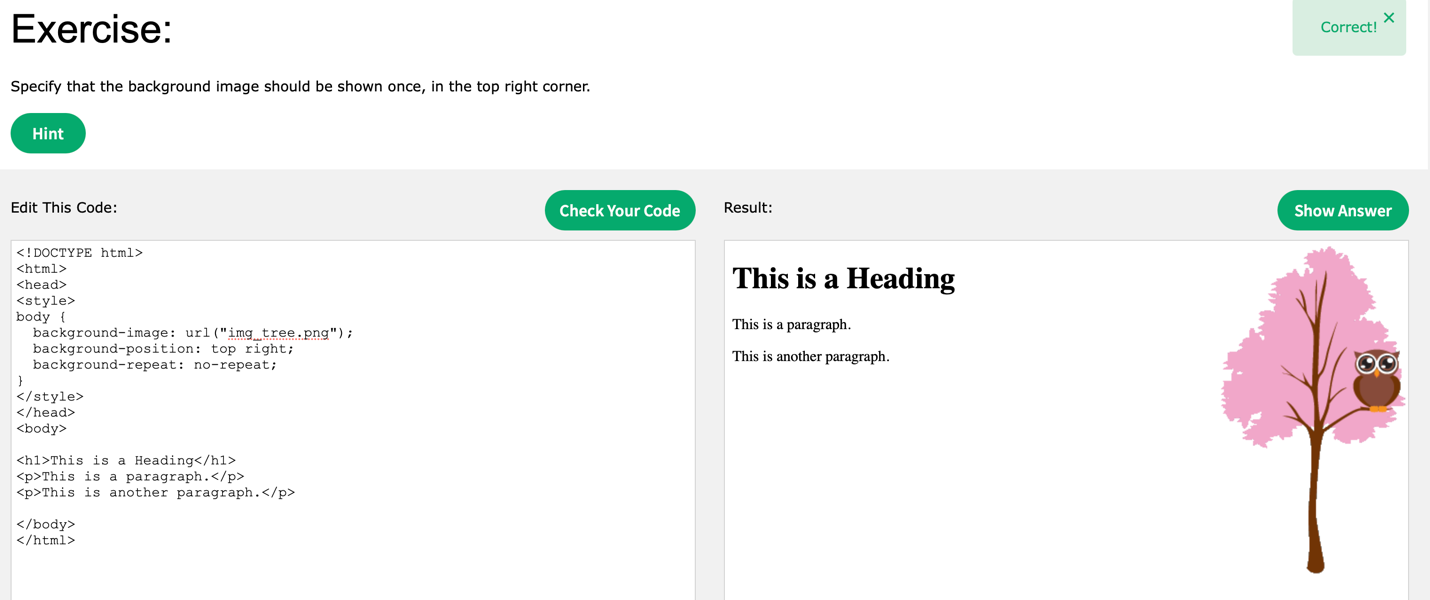 Exercise:
Correct! ✕
Specify that the background image should be shown once, in the top right corner.
Hint
Edit This Code:
Check Your Code
<!DOCTYPE html>
<html>
<head>
<style>
body {
  background-image: url("img_tree.png");
  background-position: top right;
  background-repeat: no-repeat;
}
</style>
</head>
<body>
<h1>This is a Heading</h1>
<p>This is a paragraph.</p>
<p>This is another paragraph.</p>
</body>
</html>
Result:
Show Answer
This is a Heading
This is a paragraph.
This is another paragraph.